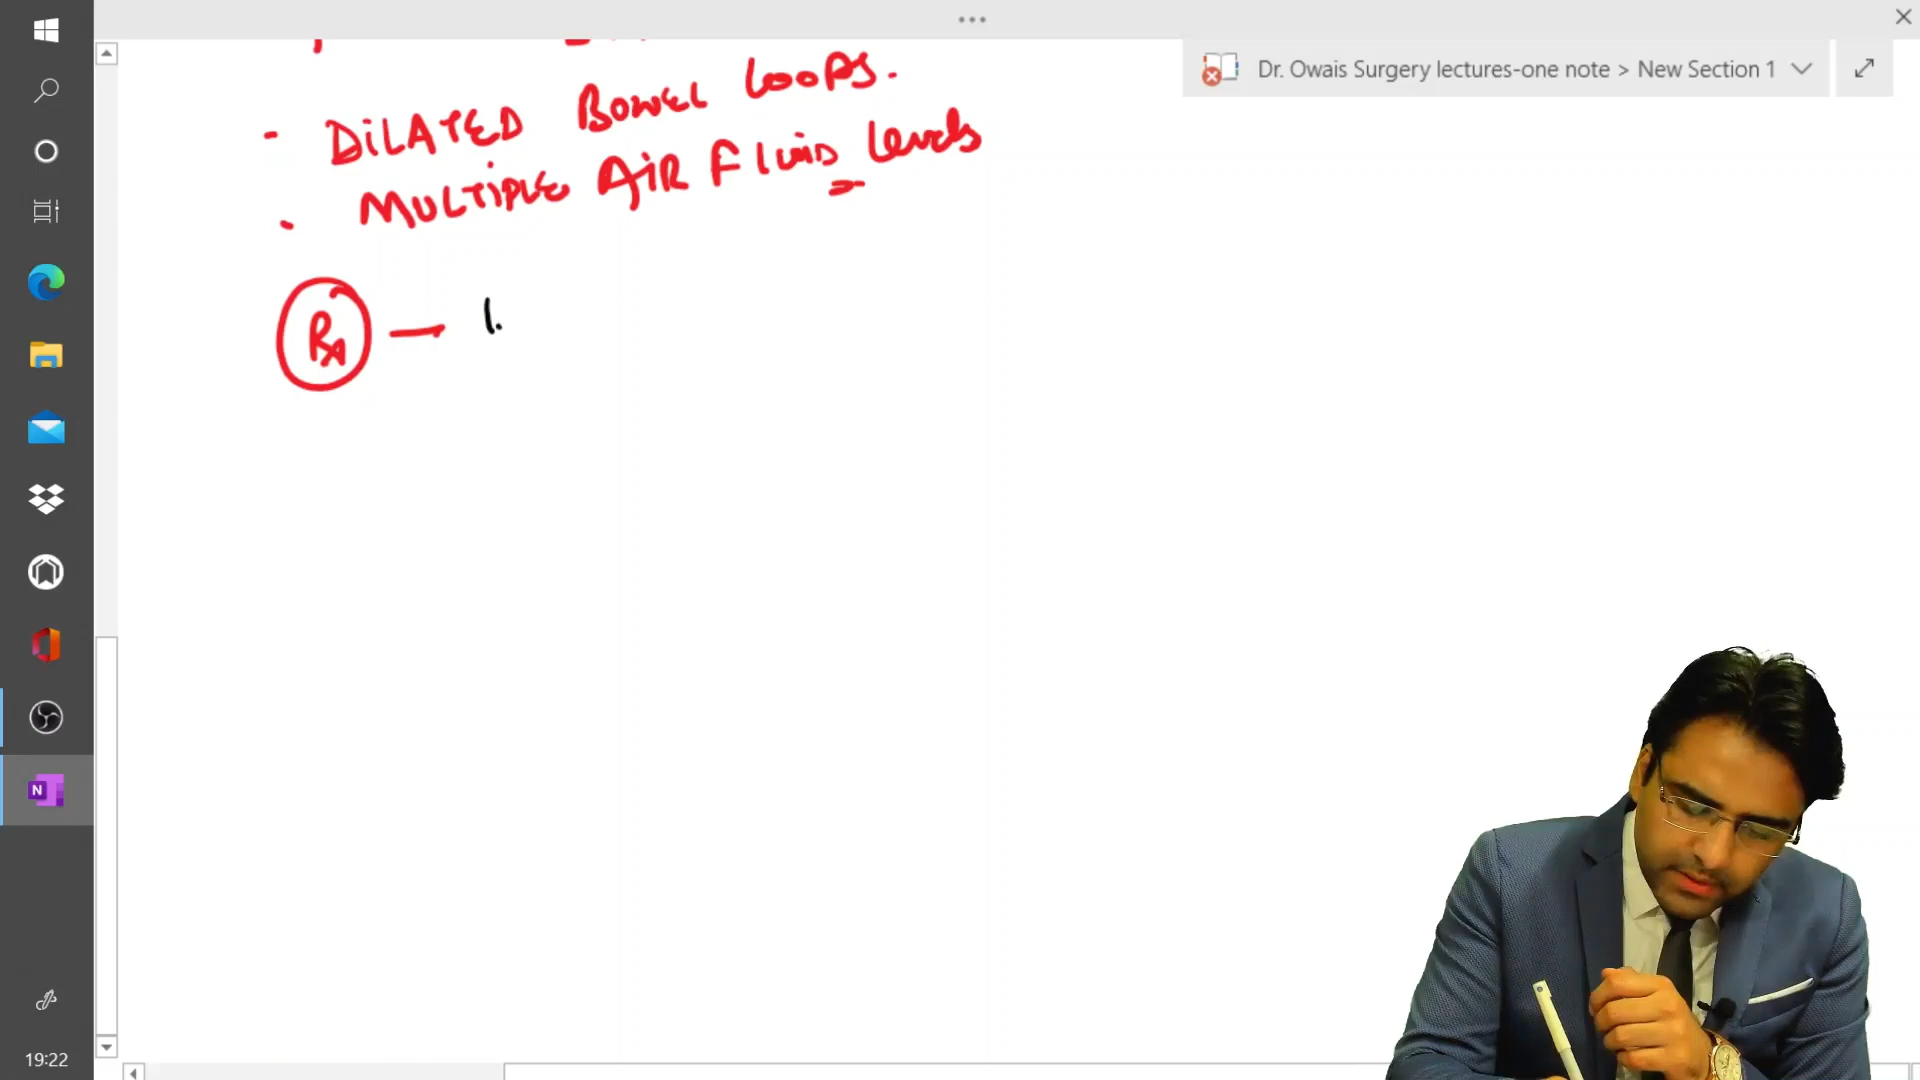 Dr. Owais Surgery lectures-one note > New Section 1
- DiLATED BOWEL LOOPS.
• MULTIPLE AIR FLUID levels
Rx — 1.
N
19:22